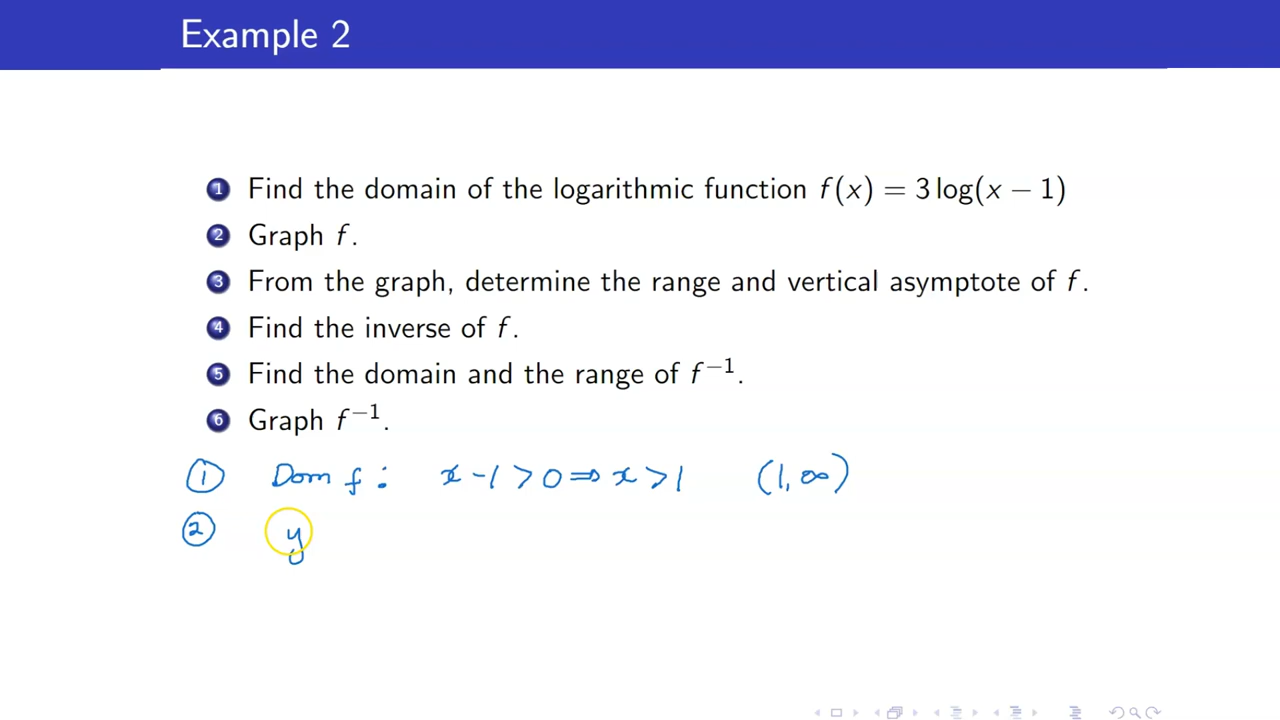 Example 2
1 Find the domain of the logarithmic function f(x) = 3 log(x − 1)
2 Graph f.
3 From the graph, determine the range and vertical asymptote of f.
4 Find the inverse of f.
5 Find the domain and the range of f⁻¹.
6 Graph f⁻¹.
① Dom f : x - 1 > 0 ⇒ x > 1 (1, ∞)
② y